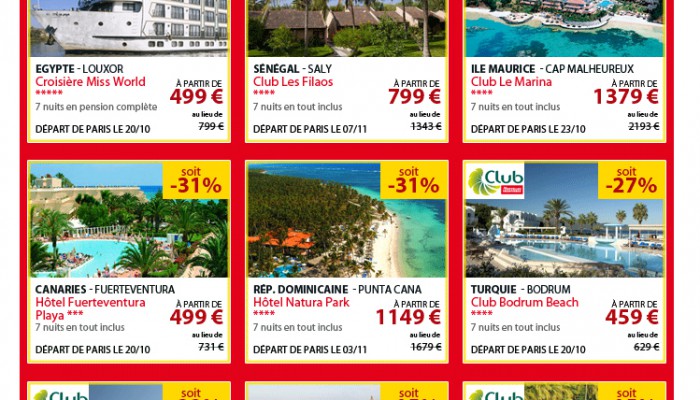 EGYPTE - LOUXOR
Croisière Miss World
*****
À PARTIR DE
499 €
7 nuits en pension complète
au lieu de
DÉPART DE PARIS LE 20/10
799 €
SÉNÉGAL - SALY
Club Les Filaos
****
À PARTIR DE
799 €
7 nuits en tout inclus
au lieu de
DÉPART DE PARIS LE 07/11
1343 €
ILE MAURICE - CAP MALHEUREUX
Club Le Marina
****
À PARTIR DE
1379 €
7 nuits en tout inclus
au lieu de
DÉPART DE PARIS LE 23/10
2193 €
soit
-31%
CANARIES - FUERTEVENTURA
Hôtel Fuerteventura
Playa ***
À PARTIR DE
499 €
7 nuits en tout inclus
au lieu de
DÉPART DE PARIS LE 20/10
731 €
soit
-31%
RÉP. DOMINICAINE - PUNTA CANA
Hôtel Natura Park
****
À PARTIR DE
1149 €
7 nuits en tout inclus
au lieu de
DÉPART DE PARIS LE 03/11
1679 €
Club
soit
-27%
TURQUIE - BODRUM
Club Bodrum Beach
****
À PARTIR DE
459 €
7 nuits en tout inclus
au lieu de
DÉPART DE PARIS LE 20/10
629 €
Club
soit
soit
Club
soit